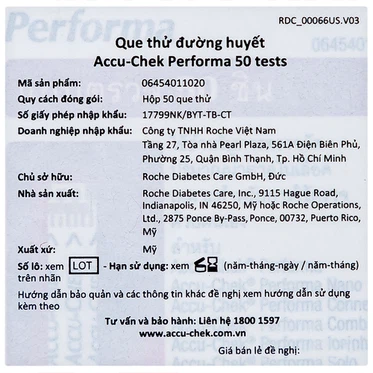 Performa
RDC_00066US.V03
0645401
Que thử đường huyết
Accu-Chek Performa 50 tests
Mã sản phẩm: 06454011020
Quy cách đóng gói: Hộp 50 que thử
Số giấy phép nhập khẩu: 17799NK/BYT-TB-CT
Doanh nghiệp nhập khẩu: Công ty TNHH Roche Việt Nam
Tầng 27, Tòa nhà Pearl Plaza, 561A Điện Biên Phủ,
Phường 25, Quận Bình Thạnh, Tp. Hồ Chí Minh
Chủ sở hữu: Roche Diabetes Care GmbH, Đức
Nhà sản xuất: Roche Diabetes Care, Inc., 9115 Hague Road,
Indianapolis, IN 46250, Mỹ hoặc Roche Operations,
Ltd., 2875 Ponce By-Pass, Ponce, 00732, Puerto Rico,
Mỹ
Xuất xứ: Mỹ
Số lô: xem LOT - Hạn sử dụng: xem (năm-tháng-ngày / năm-tháng)
trên nhãn
Hướng dẫn bảo quản và các thông tin khác đề nghị xem hướng dẫn sử dụng
kèm theo
Tư vấn và bảo hành: Liên hệ 1800 1597
www.accu-chek.com.vn
Giá bán lẻ đề nghị: